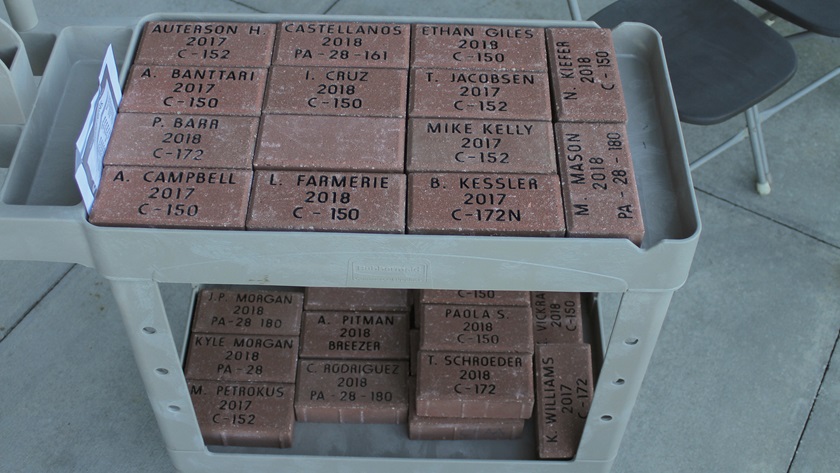 AUTERSON H.
2017
C-152
CASTELLANOS
2018
PA-28-161
ETHAN GILES
2018
C-150
N. KIEFER
2018
C-150
A. BANTTARI
2017
C-150
I. CRUZ
2018
C-150
T. JACOBSEN
2017
C-152
P. BARR
2018
C-172
MIKE KELLY
2017
C-152
M. MASON
2018
PA-28-180
A. CAMPBELL
2017
C-150
L. FARMERIE
2018
C-150
B. KESSLER
2017
C-172N
J.P. MORGAN
2018
PA-28 180
C-150
VICKRA
2018
C-150
A. PITMAN
2018
BREEZER
PAOLA S.
2018
C-150
KYLE MORGAN
2018
PA-28
C. RODRIGUEZ
2018
PA-28-180
T. SCHROEDER
2018
C-172
K. WILLIAMS
2017
C-172
M. PETROKUS
2017
C-152